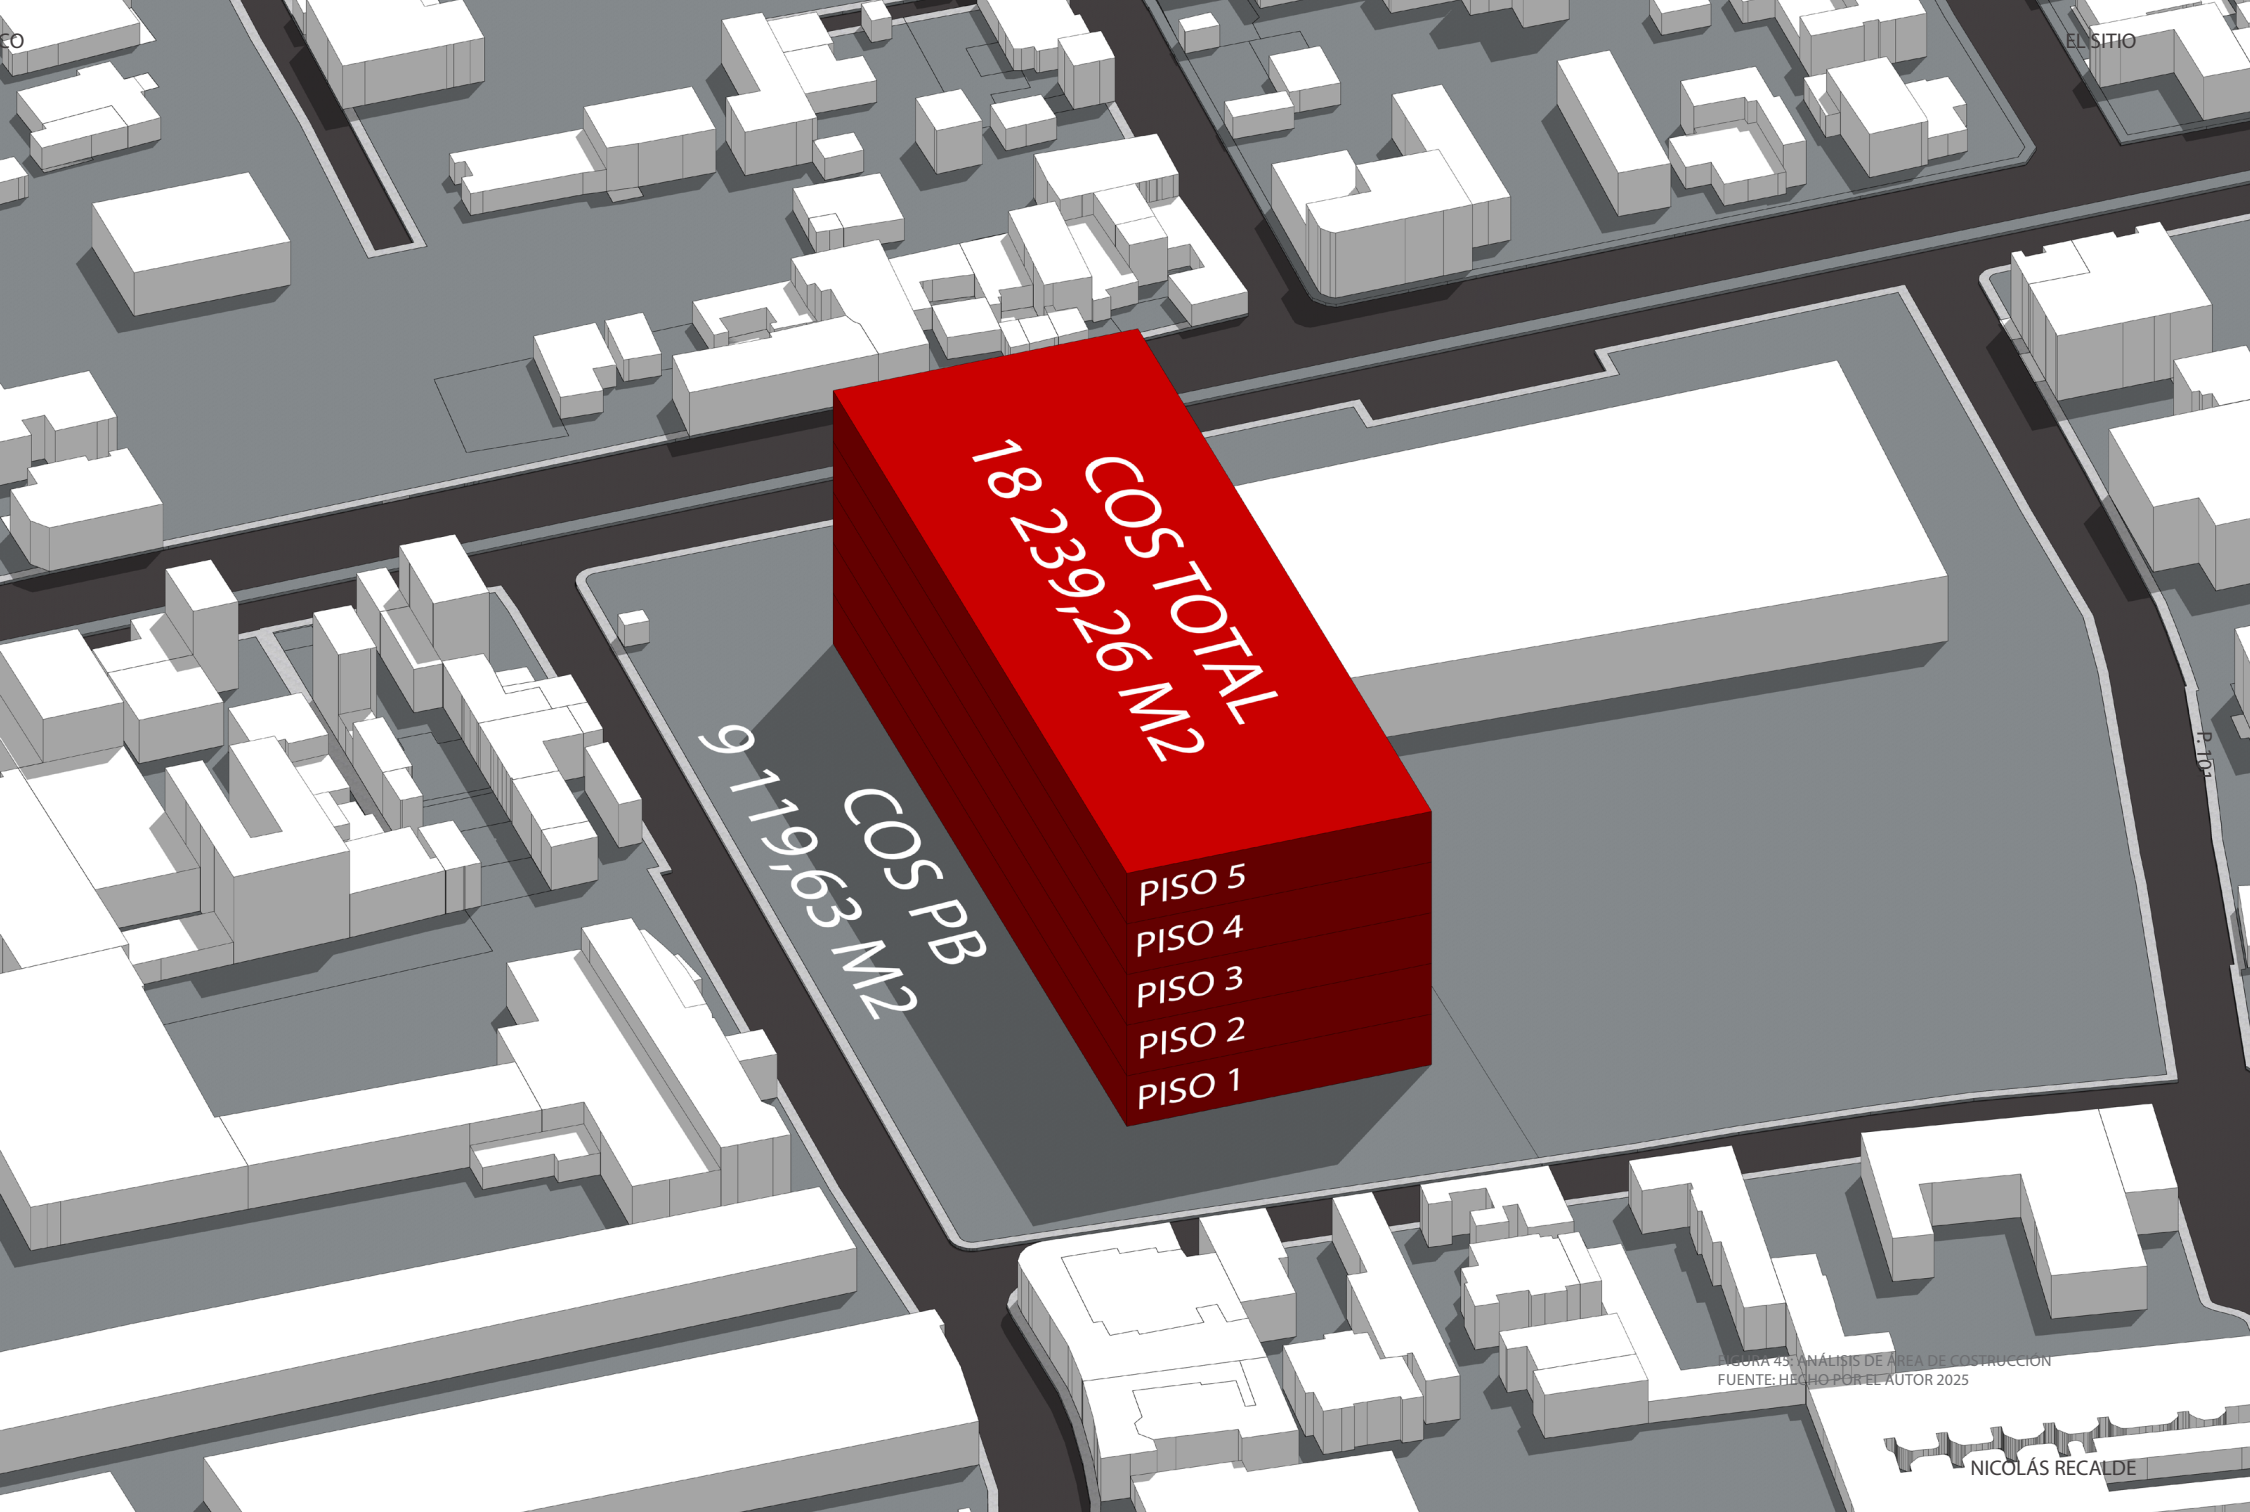 CO
EL SITIO
COS TOTAL
18 239,26 M2
COS PB
9 119,63 M2
PISO 5
PISO 4
PISO 3
PISO 2
PISO 1
P. 101
FIGURA 45: ANÁLISIS DE ÁREA DE COSTRUCCIÓN
FUENTE: HECHO POR EL AUTOR 2025
NICOLÁS RECALDE